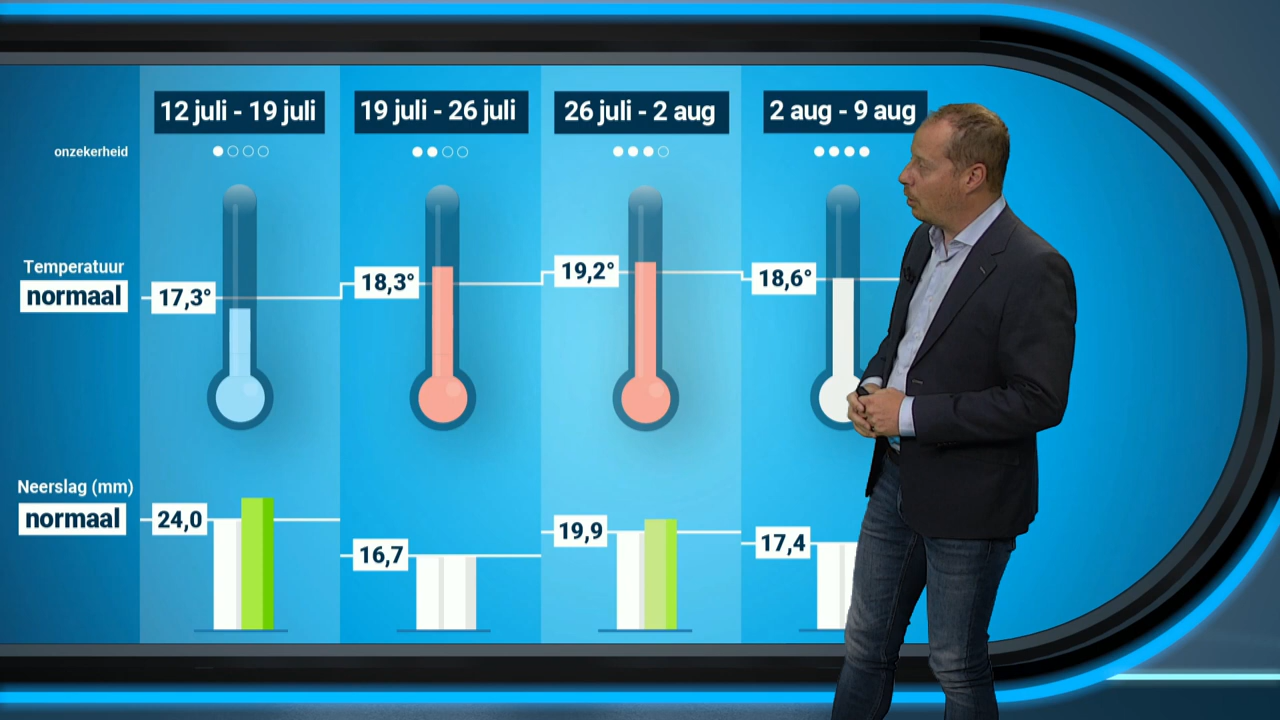 12 juli - 19 juli
19 juli - 26 juli
26 juli - 2 aug
2 aug - 9 aug
onzekerheid
Temperatuur
normaal
17,3°
18,3°
19,2°
18,6°
Neerslag (mm)
normaal
24,0
16,7
19,9
17,4